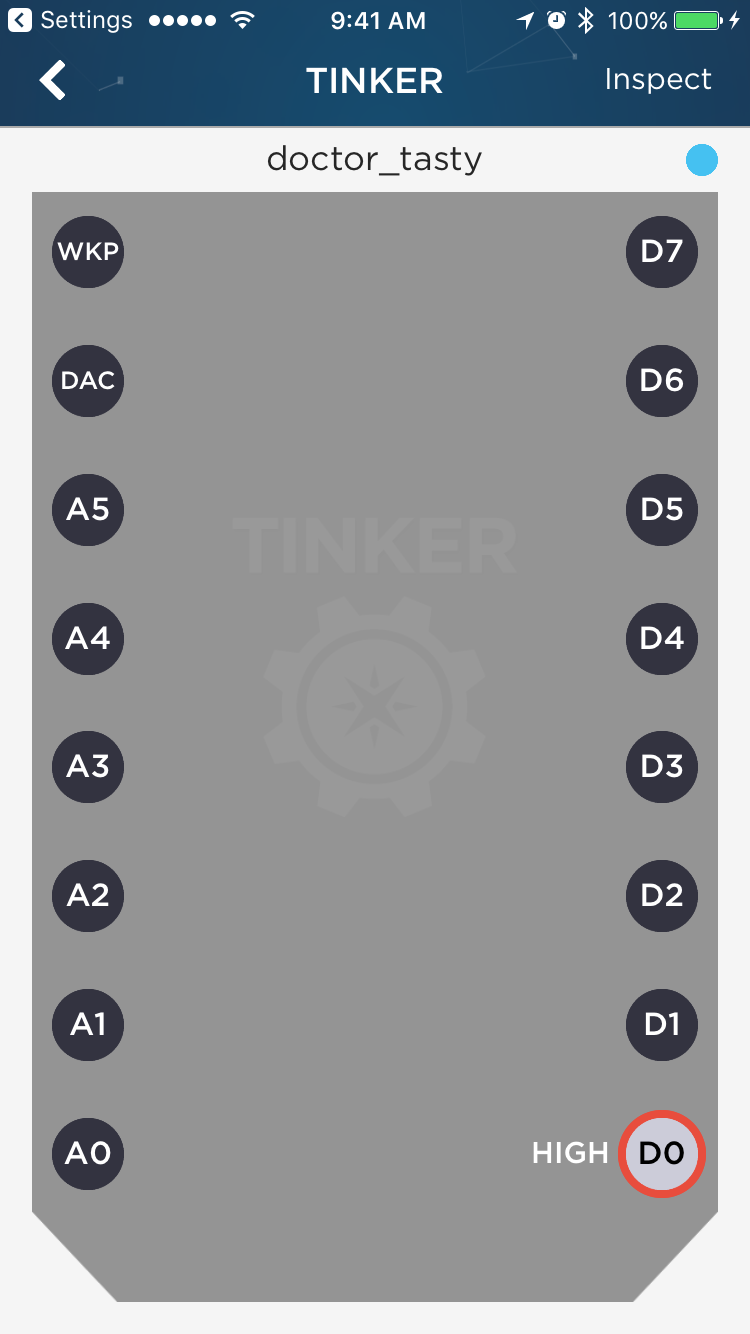 Settings 9:41 AM 100%
TINKER Inspect
doctor_tasty
WKP D7
DAC D6
A5 D5
TINKER
A4 D4
A3 D3
A2 D2
A1 D1
A0 HIGH D0